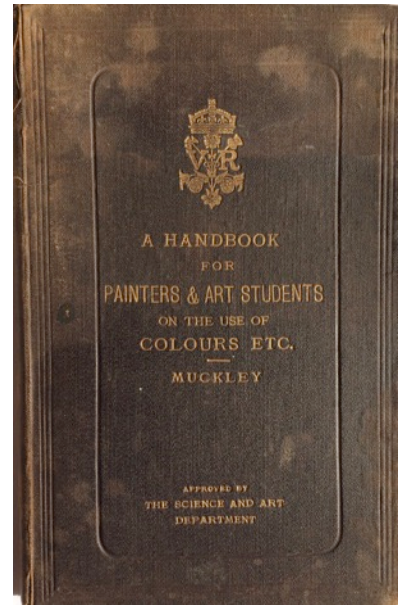 VR
A HANDBOOK
FOR
PAINTERS & ART STUDENTS
ON THE USE OF
COLOURS ETC.
MUCKLEY
APPROVED BY
THE SCIENCE AND ART
DEPARTMENT